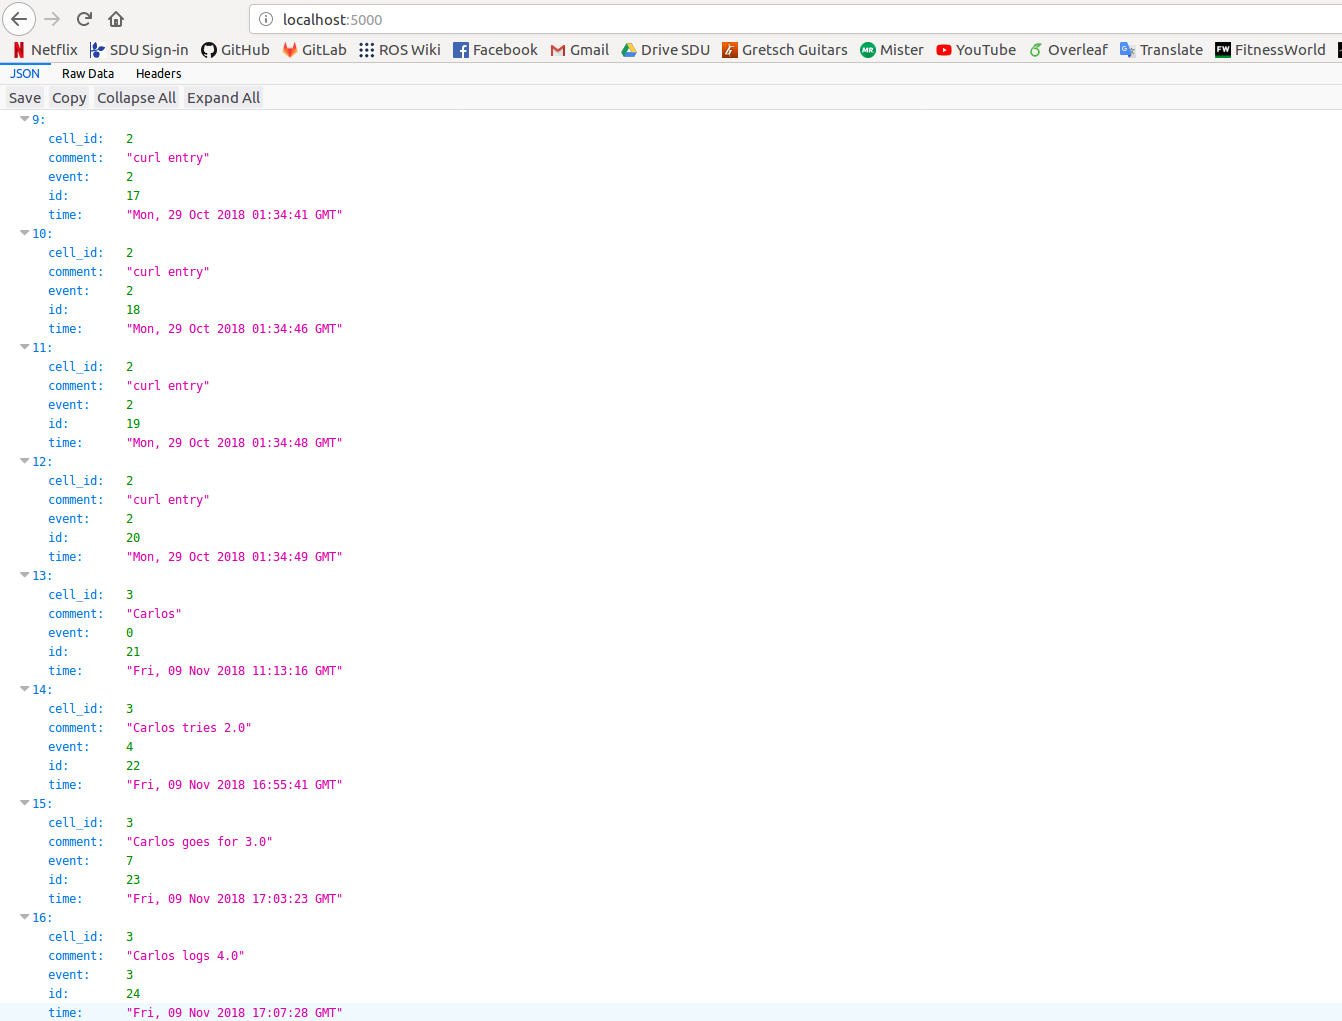 localhost:5000
Netflix SDU Sign-in GitHub GitLab ROS Wiki Facebook Gmail Drive SDU Gretsch Guitars Mister YouTube Overleaf Translate FitnessWorld
JSON Raw Data Headers
Save Copy Collapse All Expand All
9:
cell_id: 2
comment: "curl entry"
event: 2
id: 17
time: "Mon, 29 Oct 2018 01:34:41 GMT"
10:
cell_id: 2
comment: "curl entry"
event: 2
id: 18
time: "Mon, 29 Oct 2018 01:34:46 GMT"
11:
cell_id: 2
comment: "curl entry"
event: 2
id: 19
time: "Mon, 29 Oct 2018 01:34:48 GMT"
12:
cell_id: 2
comment: "curl entry"
event: 2
id: 20
time: "Mon, 29 Oct 2018 01:34:49 GMT"
13:
cell_id: 3
comment: "Carlos"
event: 0
id: 21
time: "Fri, 09 Nov 2018 11:13:16 GMT"
14:
cell_id: 3
comment: "Carlos tries 2.0"
event: 4
id: 22
time: "Fri, 09 Nov 2018 16:55:41 GMT"
15:
cell_id: 3
comment: "Carlos goes for 3.0"
event: 7
id: 23
time: "Fri, 09 Nov 2018 17:03:23 GMT"
16:
cell_id: 3
comment: "Carlos logs 4.0"
event: 3
id: 24
time: "Fri, 09 Nov 2018 17:07:28 GMT"